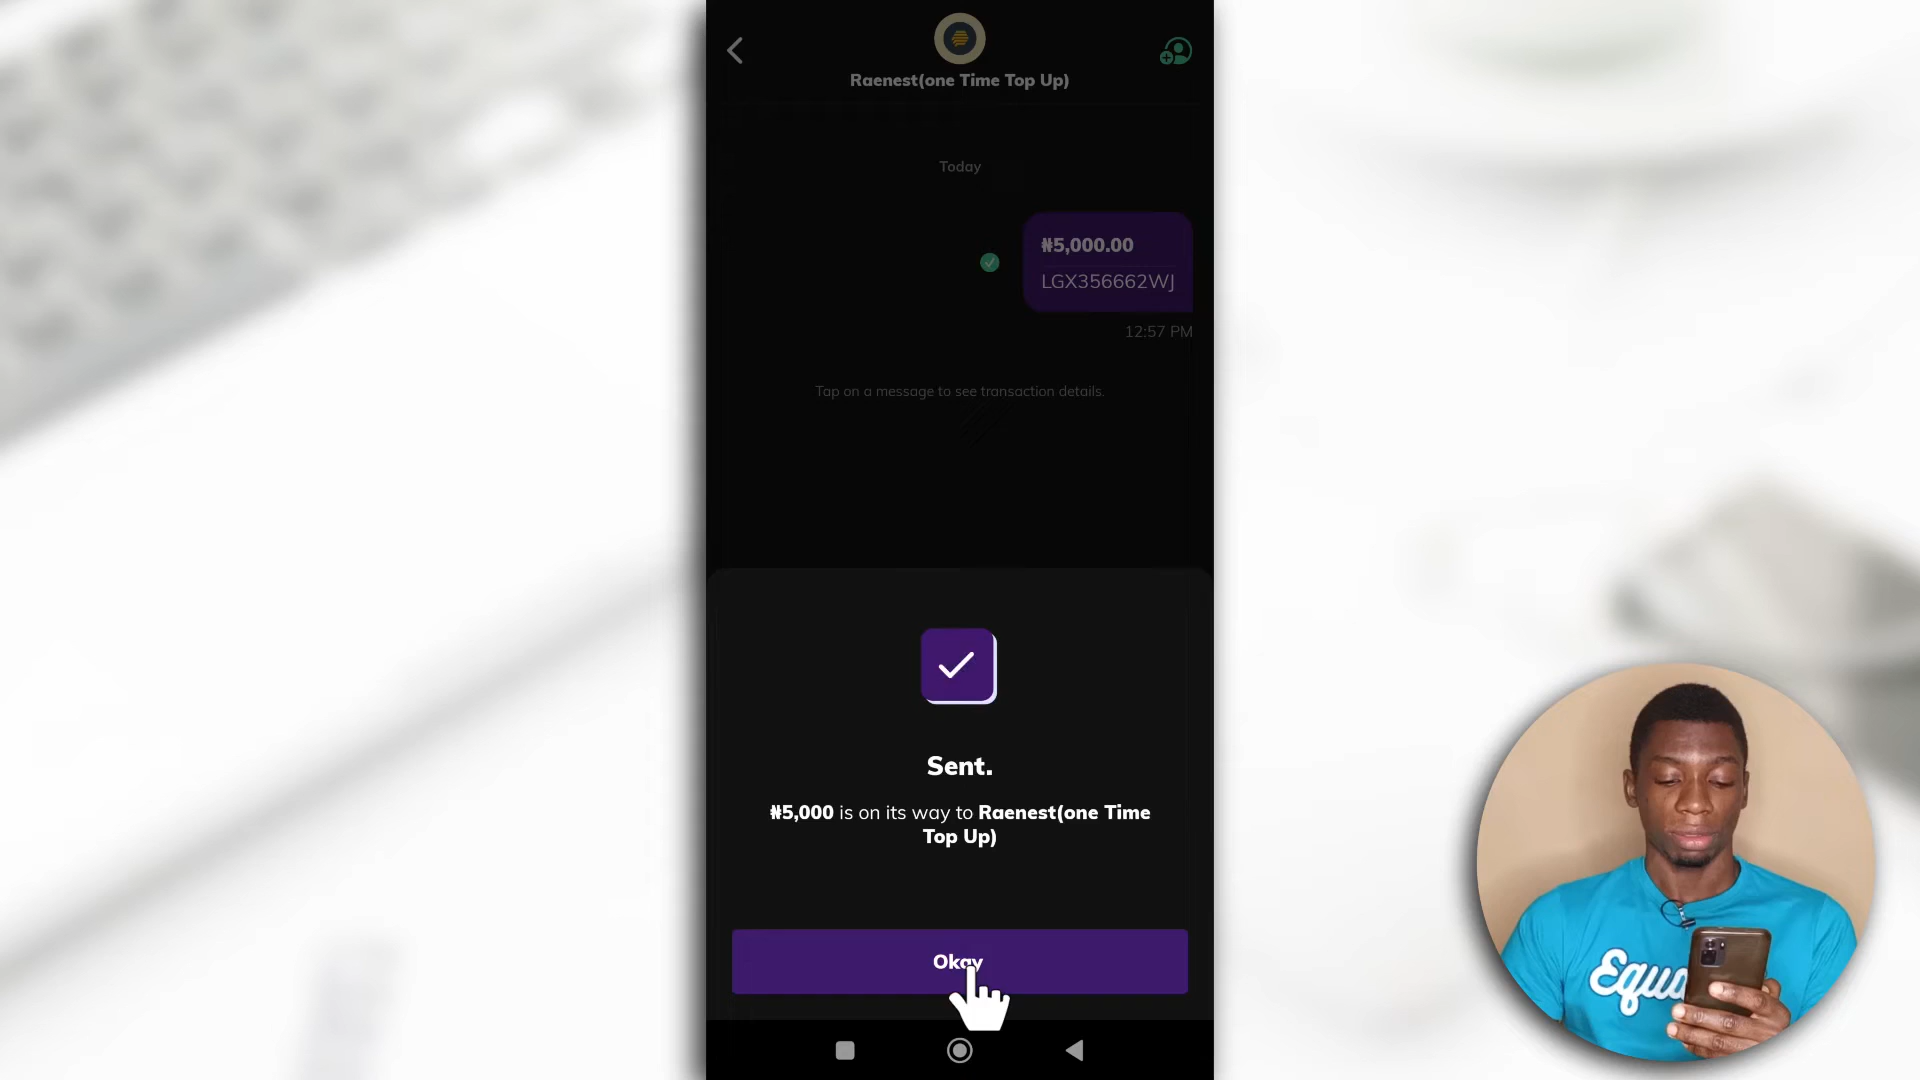 Raenest(one Time Top Up)
Today
₦5,000.00
LGX356662WJ
12:57 PM
Tap on a message to see transaction details.
Sent.
₦5,000 is on its way to Raenest(one Time
Top Up)
Okay